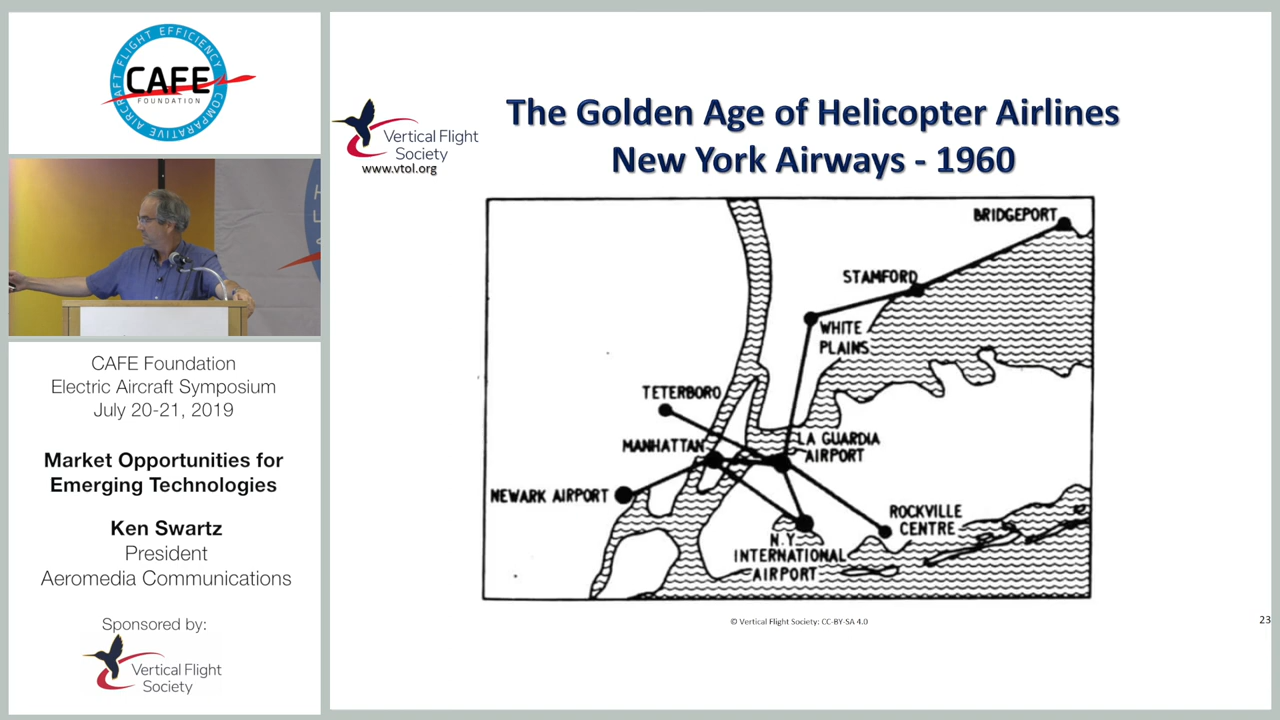 COMPARATIVE AIRCRAFT FLIGHT EFFICIENCY
CAFE
FOUNDATION
CAFE Foundation
Electric Aircraft Symposium
July 20-21, 2019
Market Opportunities for
Emerging Technologies
Ken Swartz
President
Aeromedia Communications
Sponsored by:
Vertical Flight
Society
Vertical Flight
Society
www.vtol.org
The Golden Age of Helicopter Airlines
New York Airways - 1960
BRIDGEPORT
STAMFORD
WHITE
PLAINS
TETERBORO
MANHATTAN
LA GUARDIA
AIRPORT
NEWARK AIRPORT
ROCKVILLE
CENTRE
N.Y.
INTERNATIONAL
AIRPORT
© Vertical Flight Society: CC-BY-SA 4.0
23